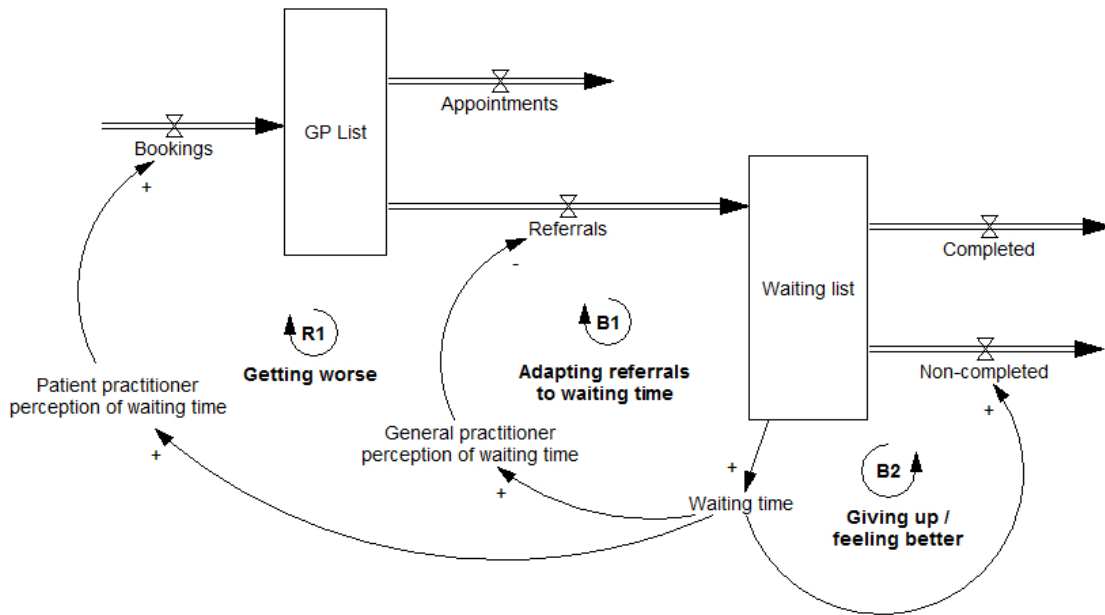 Appointments
GP List
Bookings
Referrals
Completed
Waiting list
Non-completed
+
-
R1
Getting worse
B1
Adapting referrals
to waiting time
Patient practitioner
perception of waiting time
+
General practitioner
perception of waiting time
+
+
Waiting time
+
B2
Giving up /
feeling better